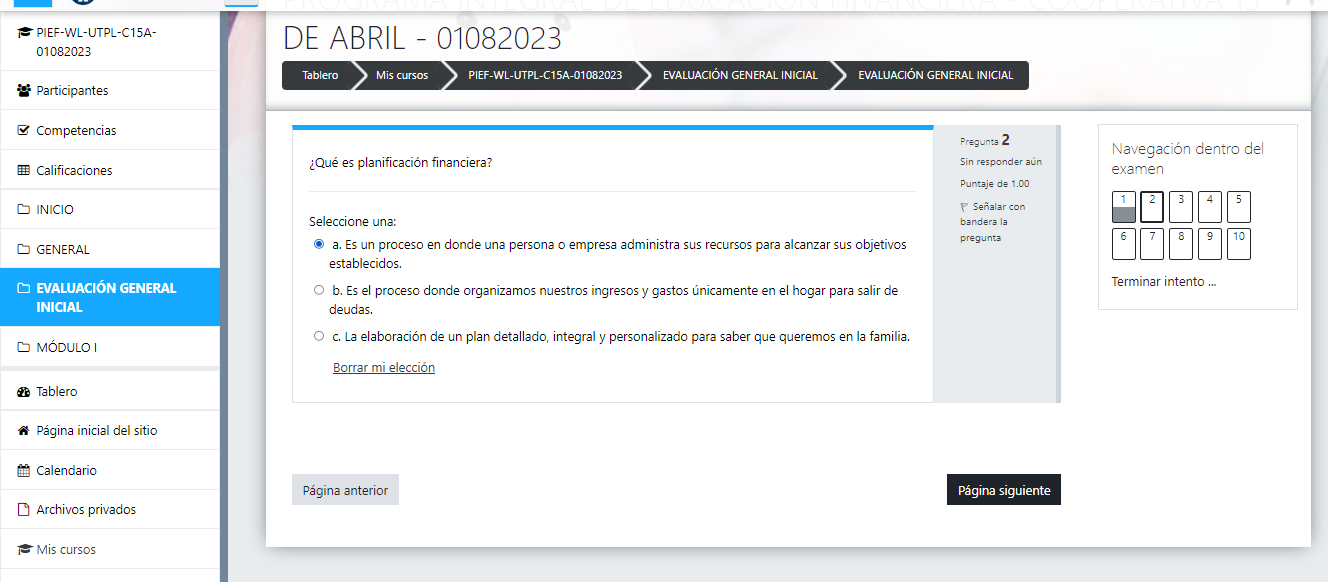 PROGRAMA INTEGRAL DE EDUCACIÓN FINANCIERA - COOPERATIVA 15
DE ABRIL - 01082023
Tablero
Mis cursos
PIEF-WL-UTPL-C15A-01082023
EVALUACIÓN GENERAL INICIAL
EVALUACIÓN GENERAL INICIAL
PIEF-WL-UTPL-C15A-
01082023
Participantes
Competencias
Calificaciones
INICIO
GENERAL
EVALUACIÓN GENERAL
INICIAL
MÓDULO I
Tablero
Página inicial del sitio
Calendario
Archivos privados
Mis cursos
¿Qué es planificación financiera?
Seleccione una:
a. Es un proceso en donde una persona o empresa administra sus recursos para alcanzar sus objetivos
establecidos.
b. Es el proceso donde organizamos nuestros ingresos y gastos únicamente en el hogar para salir de
deudas.
c. La elaboración de un plan detallado, integral y personalizado para saber que queremos en la familia.
Borrar mi elección
Pregunta 2
Sin responder aún
Puntaje de 1.00
Señalar con
bandera la
pregunta
Navegación dentro del
examen
1 2 3 4 5
6 7 8 9 10
Terminar intento ...
Página anterior
Página siguiente